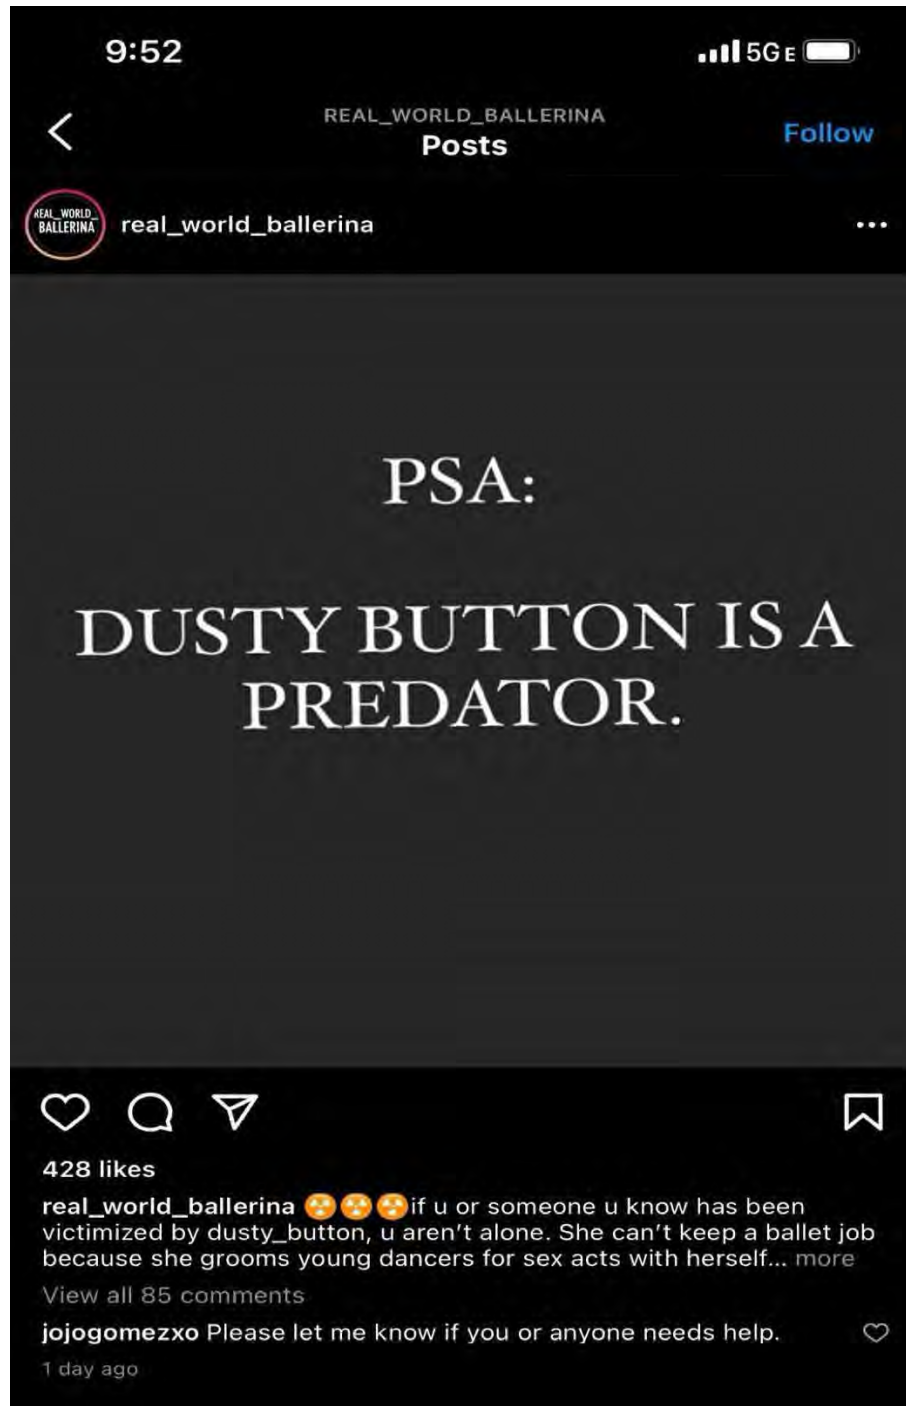 9:52
5GE
REAL_WORLD_BALLERINA
Posts
Follow
REAL_WORLD_
BALLERINA
real_world_ballerina
PSA:
DUSTY BUTTON IS A
PREDATOR.
428 likes
real_world_ballerina ☢️☢️☢️if u or someone u know has been
victimized by dusty_button, u aren’t alone. She can’t keep a ballet job
because she grooms young dancers for sex acts with herself... more
View all 85 comments
jojogomezxo Please let me know if you or anyone needs help.
1 day ago